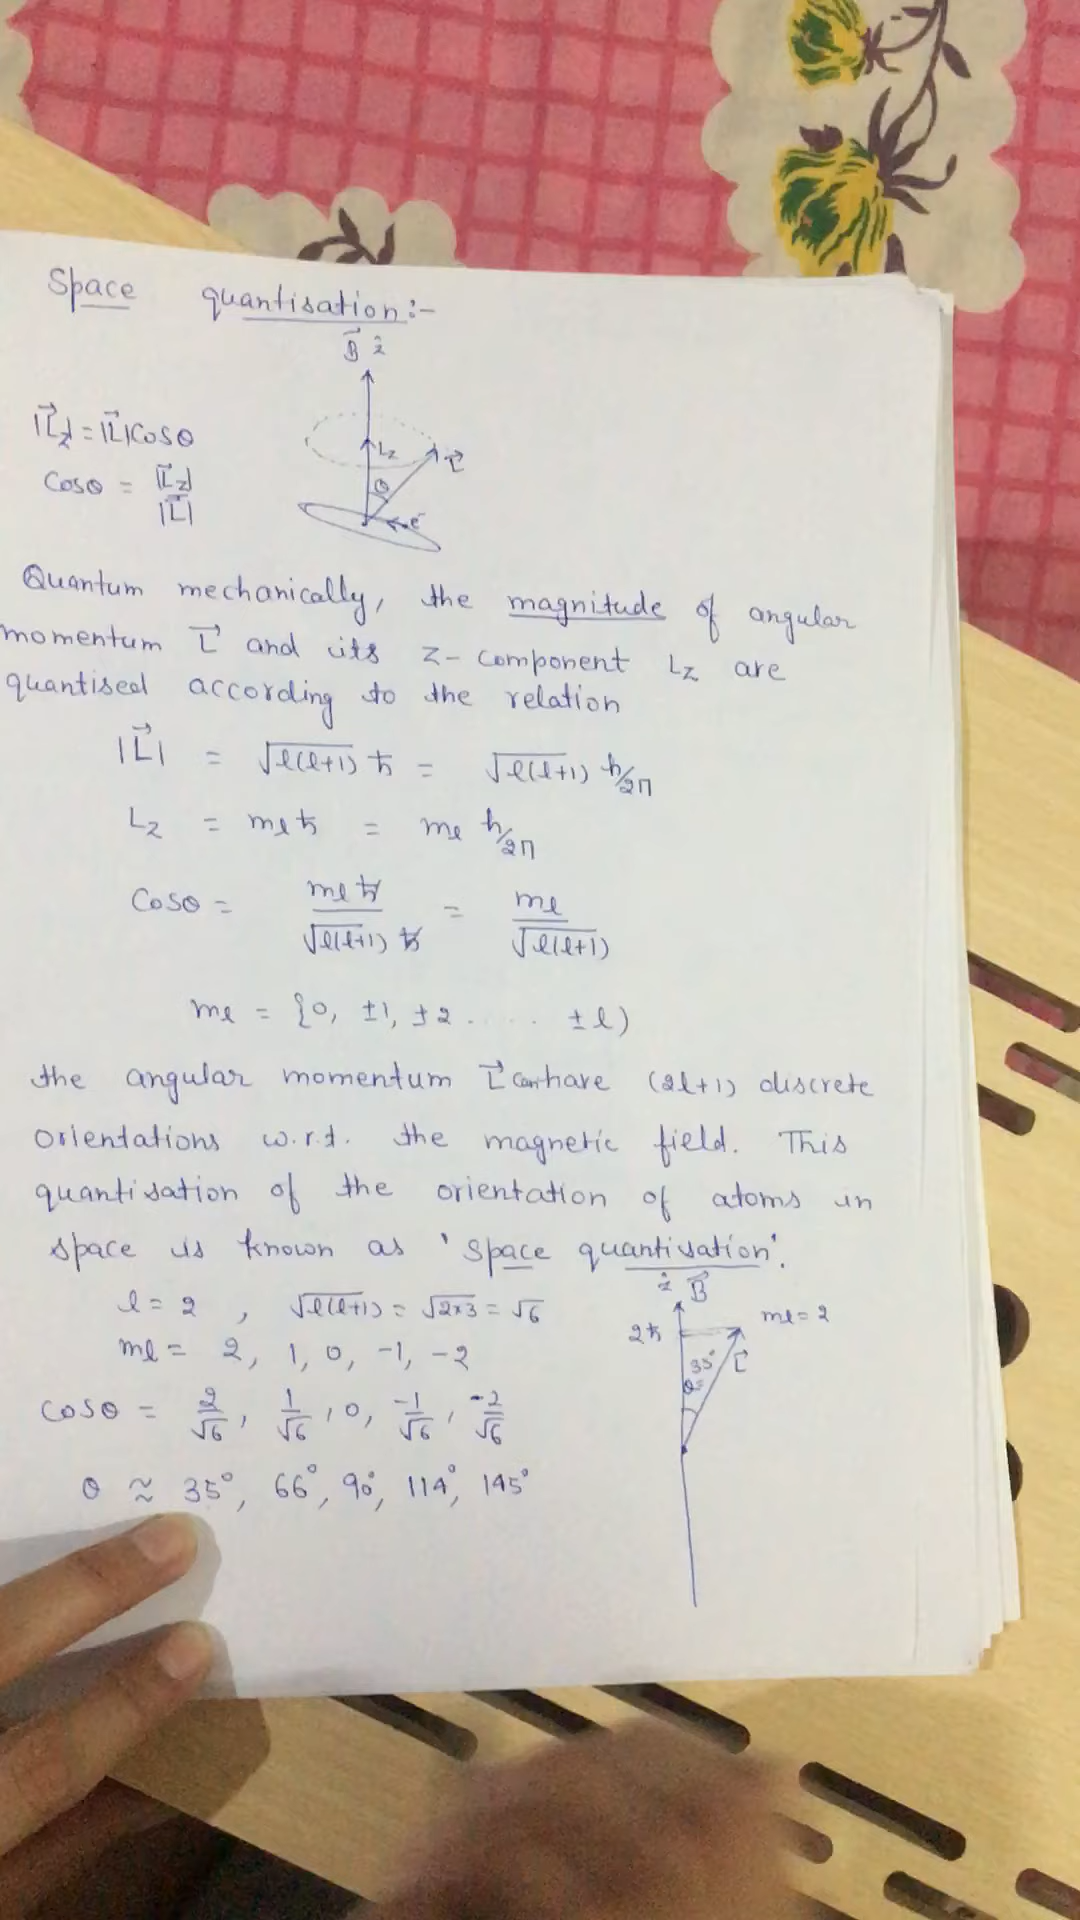 Space quantisation:-
B⃗ ẑ
|L⃗z| = |L⃗|Cosθ
Lz
L⃗
Cosθ = |L⃗z| / |L⃗|
θ
e⁻
Quantum mechanically, the magnitude of angular
momentum L⃗ and its z-component Lz are
quantised according to the relation
|L⃗| = √l(l+1) ℏ = √l(l+1) h/2π
Lz = mlℏ = ml h/2π
Cosθ = mlℏ / √l(l+1) ℏ = ml / √l(l+1)
ml = {0, ±1, ±2 ..... ±l)
the angular momentum L⃗ can have (2l+1) discrete
orientations w.r.t. the magnetic field. This
quantisation of the orientation of atoms in
space is known as 'Space quantisation'.
l = 2 , √l(l+1) = √2×3 = √6
ml = 2, 1, 0, -1, -2
cosθ = 2/√6, 1/√6, 0, -1/√6, -2/√6
θ ≈ 35°, 66°, 90°, 114°, 145°
ẑ B⃗
2ℏ
ml = 2
35°
L⃗
θ=